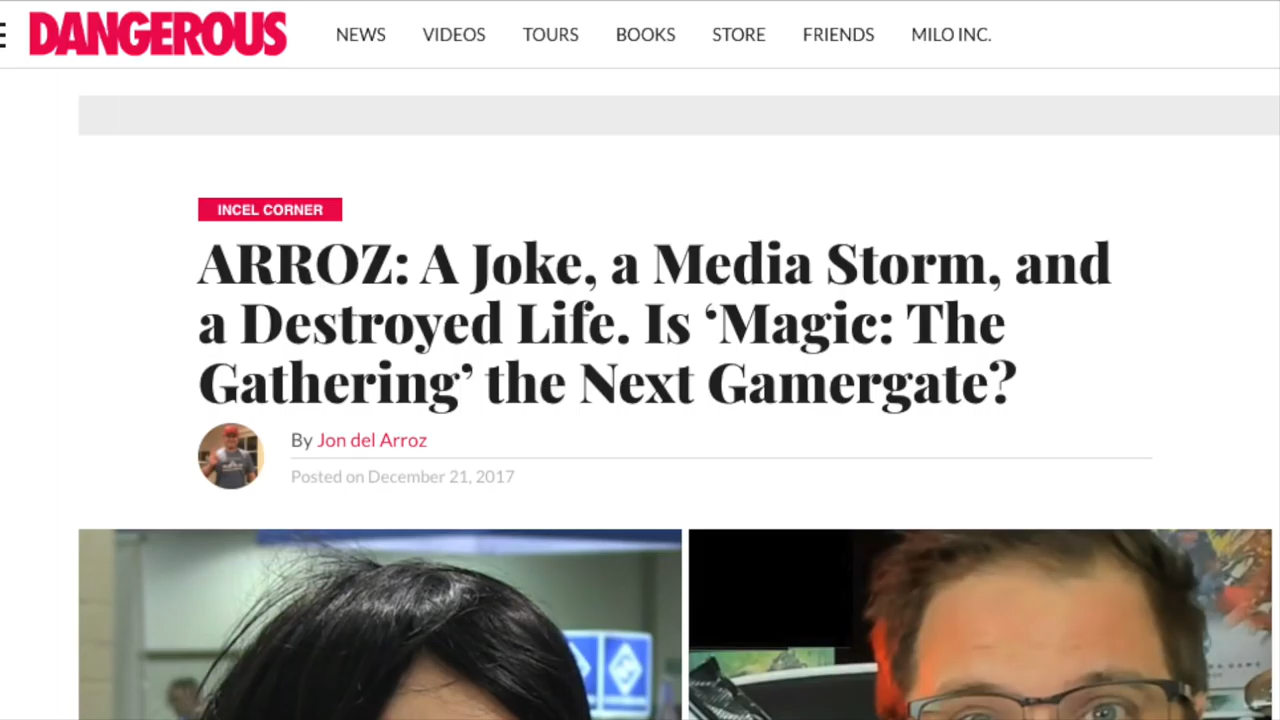 DANGEROUS NEWS VIDEOS TOURS BOOKS STORE FRIENDS MILO INC.
INCEL CORNER
ARROZ: A Joke, a Media Storm, and
a Destroyed Life. Is ‘Magic: The
Gathering’ the Next Gamergate?
By Jon del Arroz
Posted on December 21, 2017